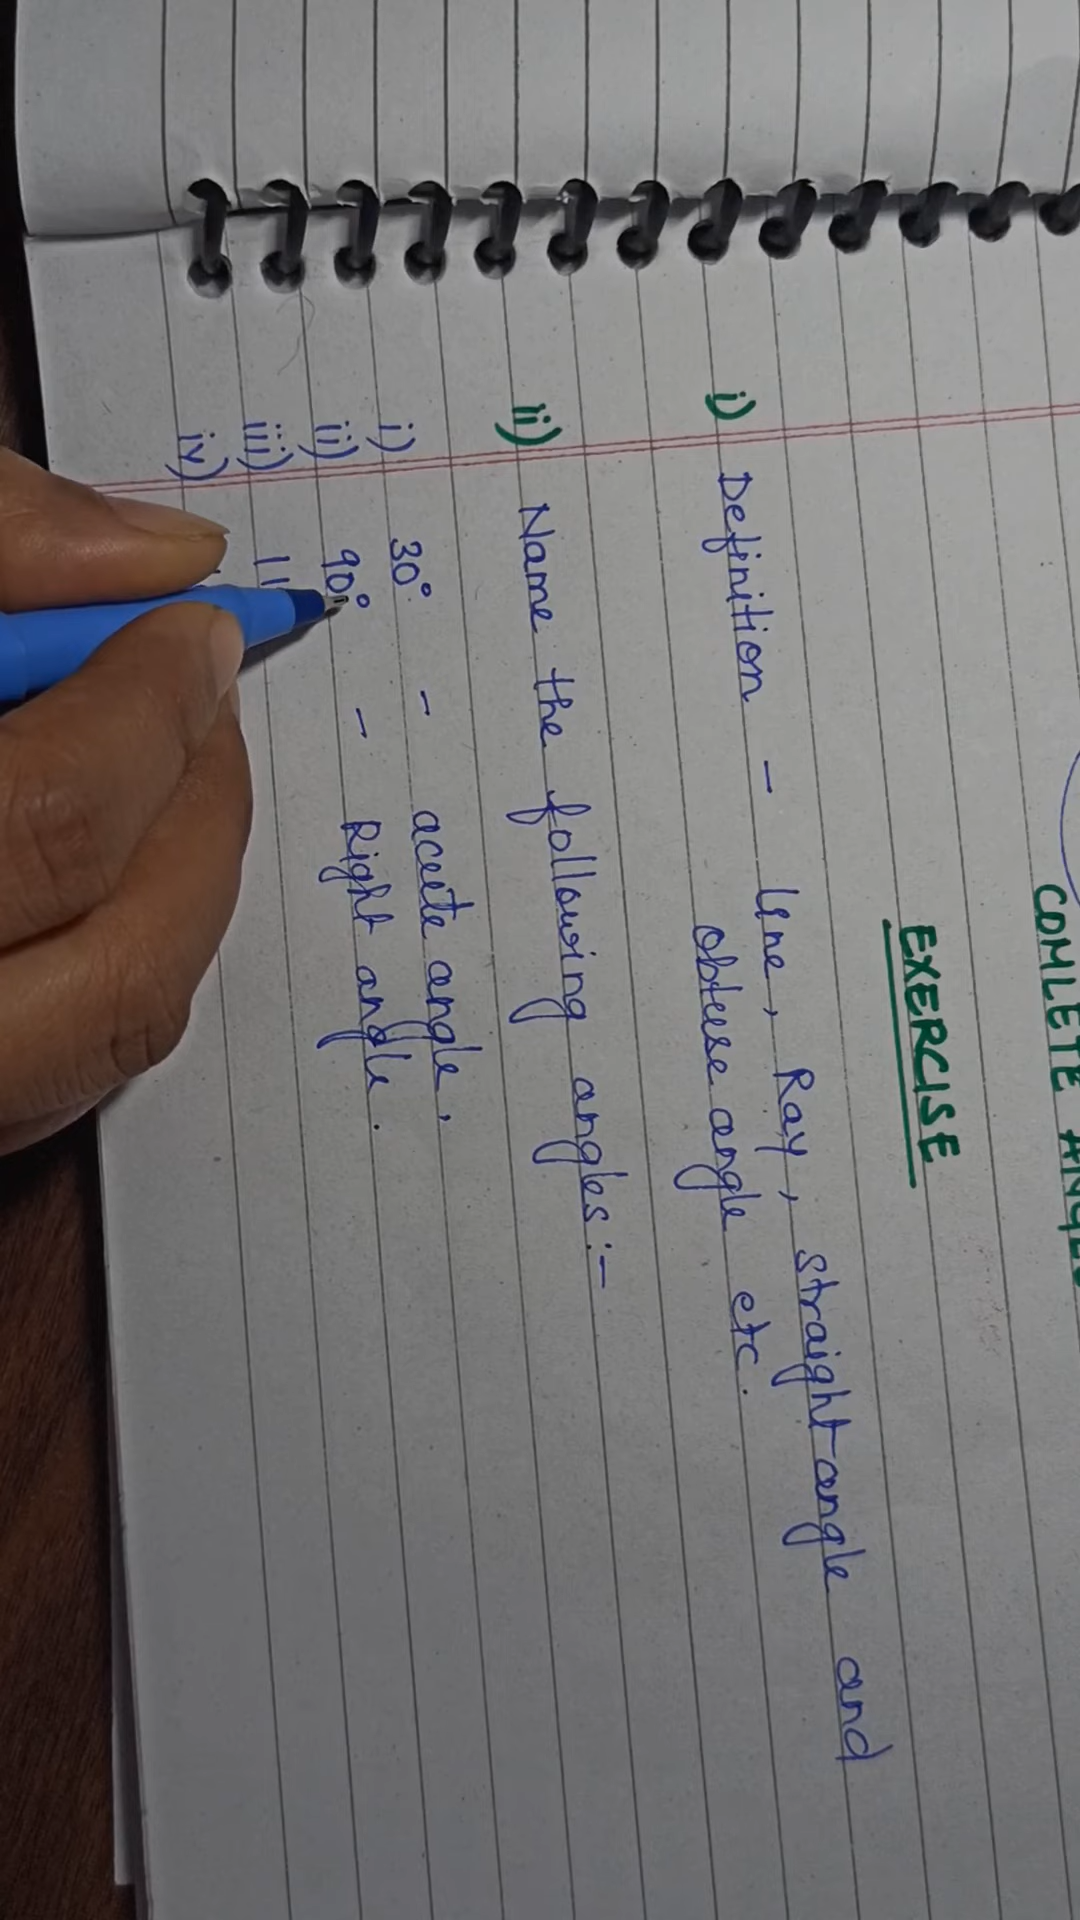 COMLETE ANGLE
EXERCISE
i) Definition - Line, Ray, straight angle and
obtuse angle etc.
ii) Name the following angles :-
i) 30° - acute angle.
ii) 90° - Right angle.
iii)
iv)